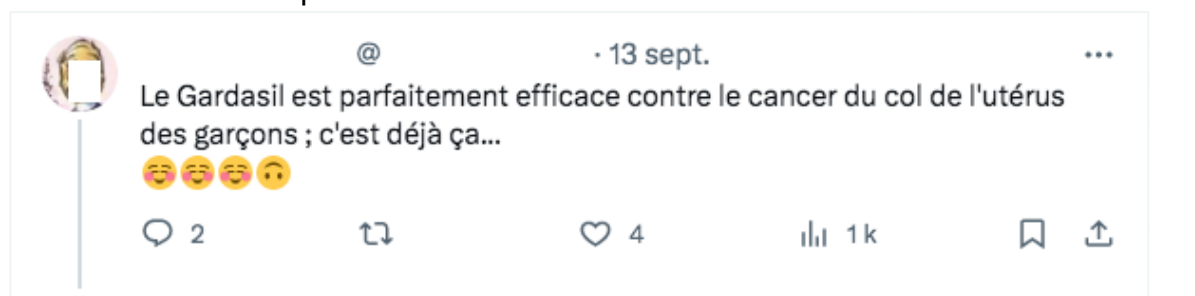 @ · 13 sept.
Le Gardasil est parfaitement efficace contre le cancer du col de l'utérus
des garçons ; c'est déjà ça...
2 4 1 k